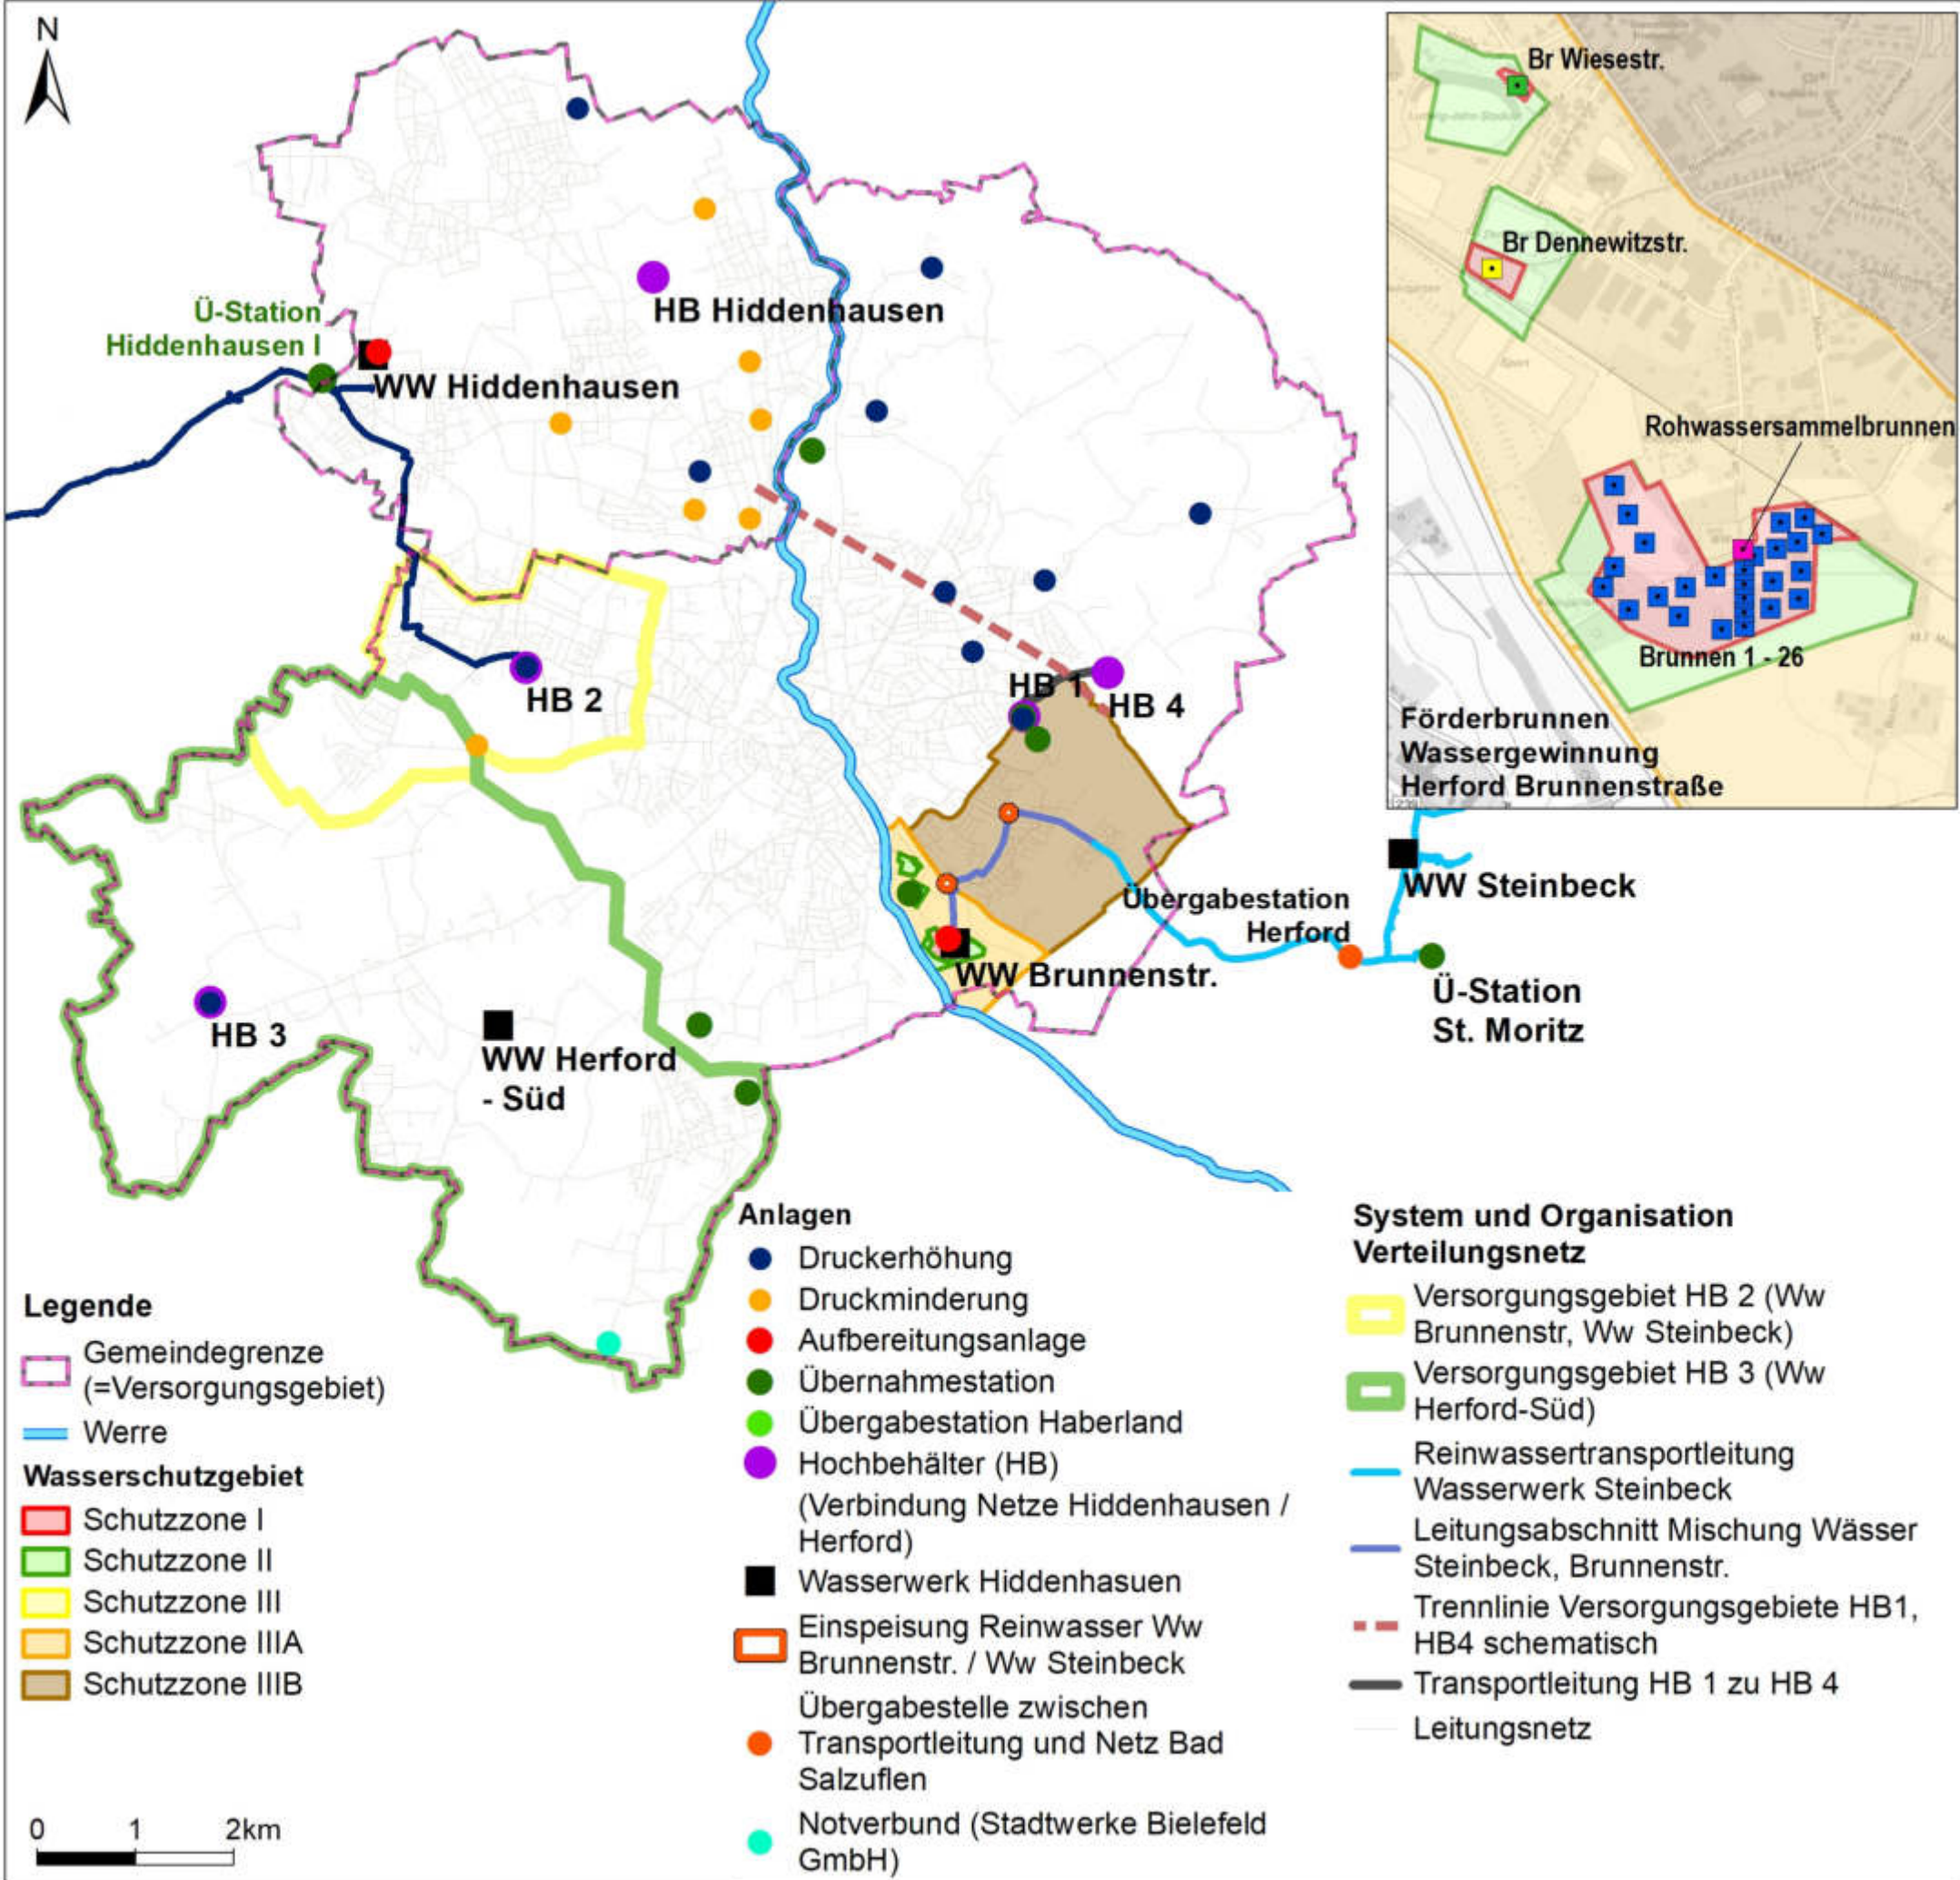 N
Ü-Station
Hiddenhausen I
WW Hiddenhausen
HB Hiddenhausen
HB 2
HB 1
HB 4
HB 3
WW Herford
- Süd
WW Brunnenstr.
Übergabestation
Herford
WW Steinbeck
Ü-Station
St. Moritz
Br Wiesestr.
Br Dennewitzstr.
Rohwassersammelbrunnen
Brunnen 1 - 26
Förderbrunnen
Wassergewinnung
Herford Brunnenstraße
Legende
Gemeindegrenze
(=Versorgungsgebiet)
Werre
Wasserschutzgebiet
Schutzzone I
Schutzzone II
Schutzzone III
Schutzzone IIIA
Schutzzone IIIB
0 1 2km
Anlagen
Druckerhöhung
Druckminderung
Aufbereitungsanlage
Übernahmestation
Übergabestation Haberland
Hochbehälter (HB)
(Verbindung Netze Hiddenhausen /
Herford)
Wasserwerk Hiddenhasuen
Einspeisung Reinwasser Ww
Brunnenstr. / Ww Steinbeck
Übergabestelle zwischen
Transportleitung und Netz Bad
Salzuflen
Notverbund (Stadtwerke Bielefeld
GmbH)
System und Organisation
Verteilungsnetz
Versorgungsgebiet HB 2 (Ww
Brunnenstr, Ww Steinbeck)
Versorgungsgebiet HB 3 (Ww
Herford-Süd)
Reinwassertransportleitung
Wasserwerk Steinbeck
Leitungsabschnitt Mischung Wässer
Steinbeck, Brunnenstr.
Trennlinie Versorgungsgebiete HB1,
HB4 schematisch
Transportleitung HB 1 zu HB 4
Leitungsnetz